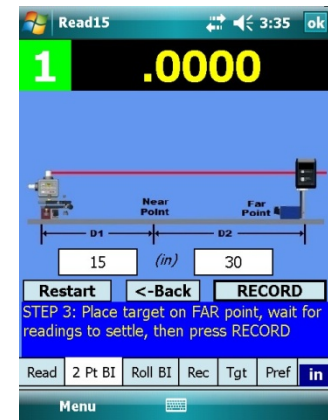 Read15 3:35 ok
1 .0000
Near Point Far Point
D1 D2
15 (in) 30
Restart <-Back RECORD
STEP 3: Place target on FAR point, wait for
readings to settle, then press RECORD
Read 2 Pt BI Roll BI Rec Tgt Pref in
Menu